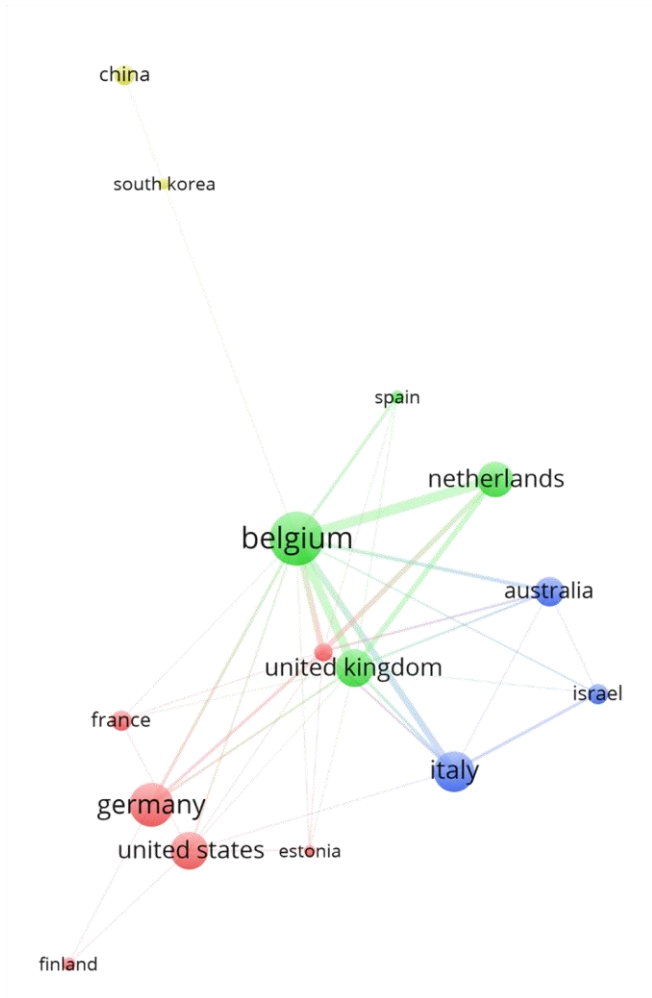 china
south korea
spain
netherlands
belgium
australia
united kingdom
israel
france
italy
germany
united states
estonia
finland